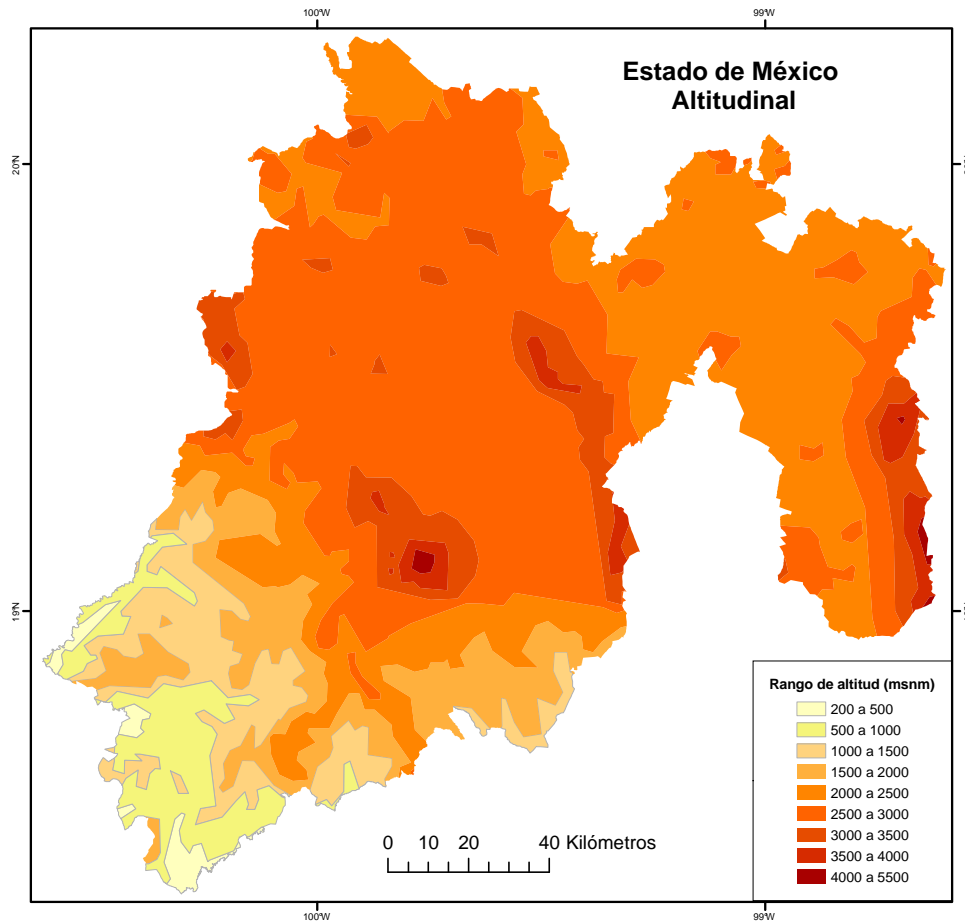 100°W
99°W
Estado de México
Altitudinal
20°N
19°N
Rango de altitud (msnm)
200 a 500
500 a 1000
1000 a 1500
1500 a 2000
2000 a 2500
2500 a 3000
3000 a 3500
3500 a 4000
4000 a 5500
0 10 20 40 Kilómetros
100°W
99°W